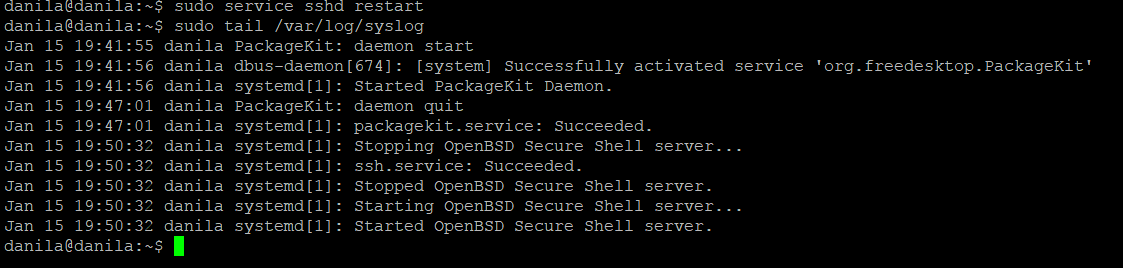 danila@danila:~$ sudo service sshd restart
danila@danila:~$ sudo tail /var/log/syslog
Jan 15 19:41:55 danila PackageKit: daemon start
Jan 15 19:41:56 danila dbus-daemon[674]: [system] Successfully activated service 'org.freedesktop.PackageKit'
Jan 15 19:41:56 danila systemd[1]: Started PackageKit Daemon.
Jan 15 19:47:01 danila PackageKit: daemon quit
Jan 15 19:47:01 danila systemd[1]: packagekit.service: Succeeded.
Jan 15 19:50:32 danila systemd[1]: Stopping OpenBSD Secure Shell server...
Jan 15 19:50:32 danila systemd[1]: ssh.service: Succeeded.
Jan 15 19:50:32 danila systemd[1]: Stopped OpenBSD Secure Shell server.
Jan 15 19:50:32 danila systemd[1]: Starting OpenBSD Secure Shell server...
Jan 15 19:50:32 danila systemd[1]: Started OpenBSD Secure Shell server.
danila@danila:~$